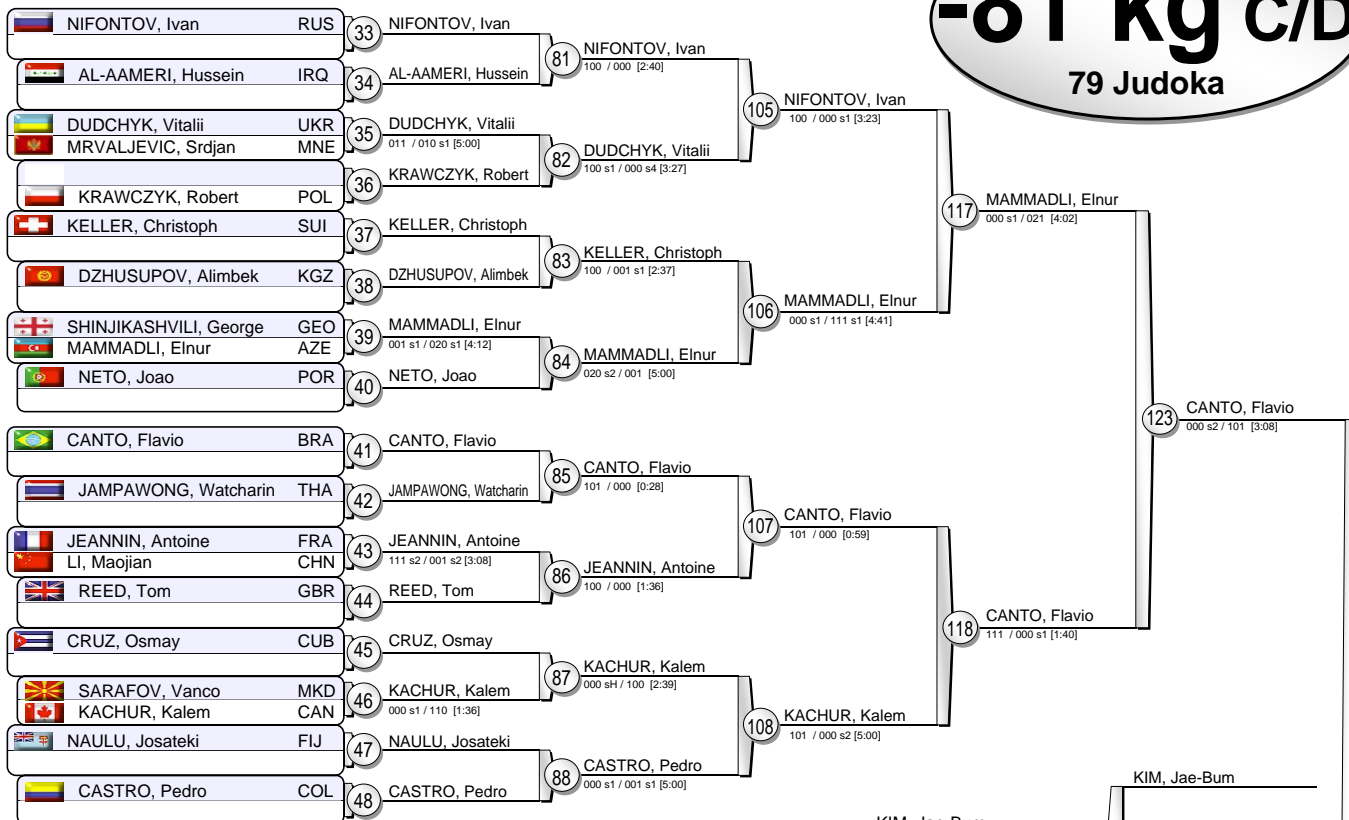 -81 kg C/D
79 Judoka
NIFONTOV, Ivan RUS
AL-AAMERI, Hussein IRQ
DUDCHYK, Vitalii UKR
MRVALJEVIC, Srdjan MNE
KRAWCZYK, Robert POL
KELLER, Christoph SUI
DZHUSUPOV, Alimbek KGZ
SHINJIKASHVILI, George GEO
MAMMADLI, Elnur AZE
NETO, Joao POR
CANTO, Flavio BRA
JAMPAWONG, Watcharin THA
JEANNIN, Antoine FRA
LI, Maojian CHN
REED, Tom GBR
CRUZ, Osmay CUB
SARAFOV, Vanco MKD
KACHUR, Kalem CAN
NAULU, Josateki FIJ
CASTRO, Pedro COL
33 NIFONTOV, Ivan
34 AL-AAMERI, Hussein
35 DUDCHYK, Vitalii
011 / 010 s1 [5:00]
36 KRAWCZYK, Robert
37 KELLER, Christoph
38 DZHUSUPOV, Alimbek
39 MAMMADLI, Elnur
001 s1 / 020 s1 [4:12]
40 NETO, Joao
41 CANTO, Flavio
42 JAMPAWONG, Watcharin
43 JEANNIN, Antoine
111 s2 / 001 s2 [3:08]
44 REED, Tom
45 CRUZ, Osmay
46 KACHUR, Kalem
000 s1 / 110 [1:36]
47 NAULU, Josateki
48 CASTRO, Pedro
81 NIFONTOV, Ivan
100 / 000 [2:40]
82 DUDCHYK, Vitalii
100 s1 / 000 s4 [3:27]
83 KELLER, Christoph
100 / 001 s1 [2:37]
84 MAMMADLI, Elnur
020 s2 / 001 [5:00]
85 CANTO, Flavio
101 / 000 [0:28]
86 JEANNIN, Antoine
100 / 000 [1:36]
87 KACHUR, Kalem
000 sH / 100 [2:39]
88 CASTRO, Pedro
000 s1 / 001 s1 [5:00]
105 NIFONTOV, Ivan
100 / 000 s1 [3:23]
106 MAMMADLI, Elnur
000 s1 / 111 s1 [4:41]
107 CANTO, Flavio
101 / 000 [0:59]
108 KACHUR, Kalem
101 / 000 s2 [5:00]
117 MAMMADLI, Elnur
000 s1 / 021 [4:02]
118 CANTO, Flavio
111 / 000 s1 [1:40]
123 CANTO, Flavio
000 s2 / 101 [3:08]
KIM, Jae-Bum
KIM, Jae-Bum